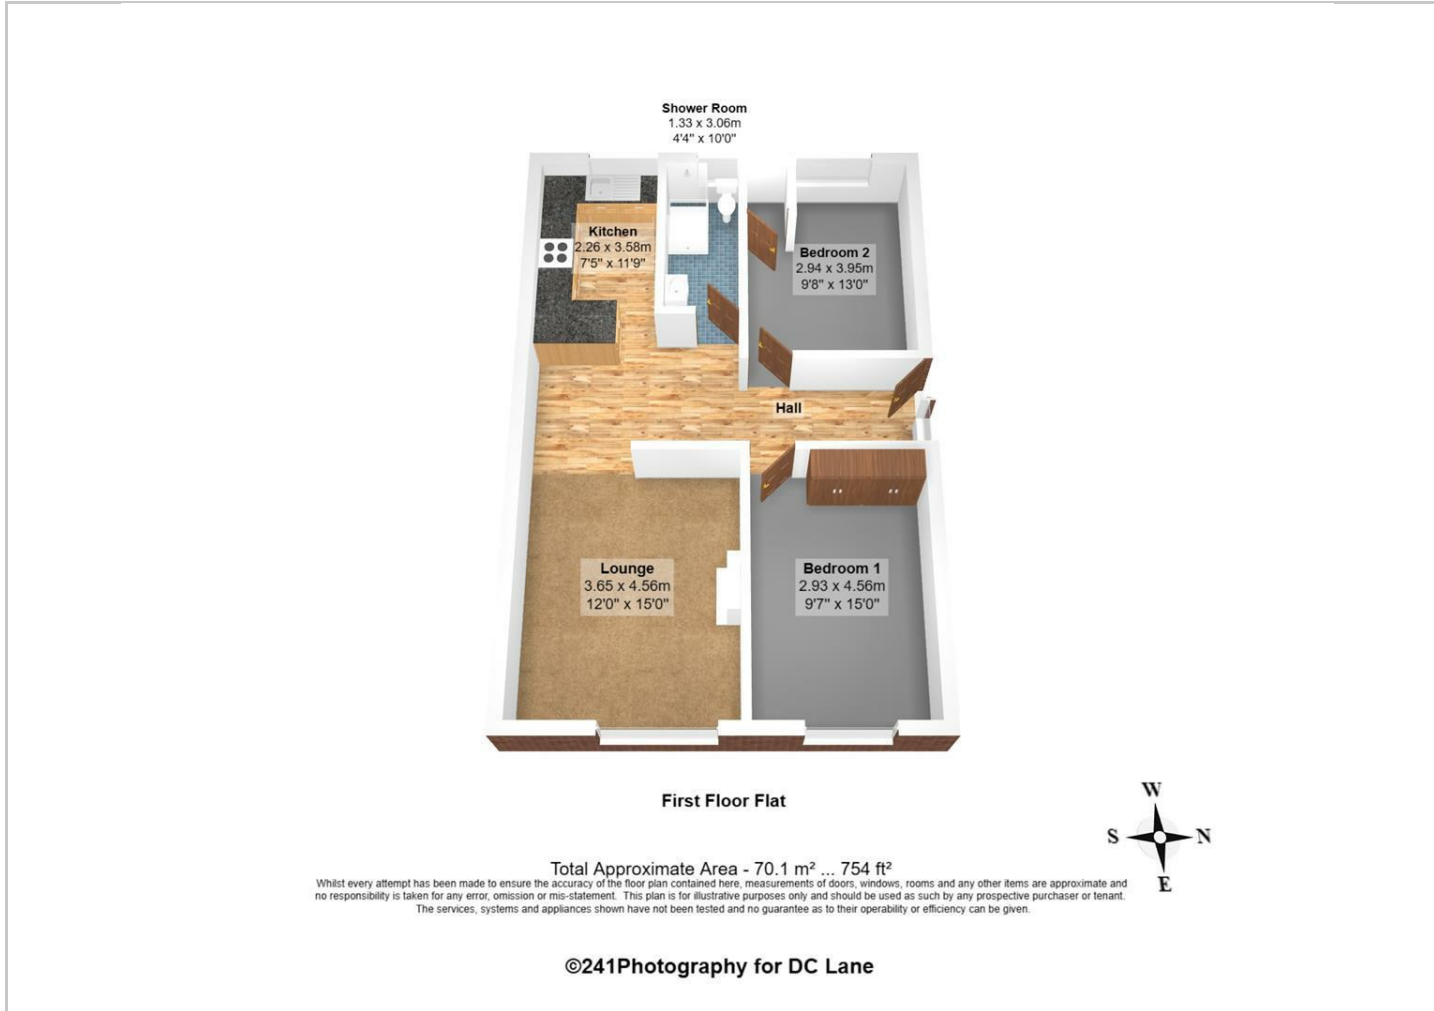 Shower Room
1.33 x 3.06m
4'4" x 10'0"
Kitchen
2.26 x 3.58m
7'5" x 11'9"
Bedroom 2
2.94 x 3.95m
9'8" x 13'0"
Hall
Lounge
3.65 x 4.56m
12'0" x 15'0"
Bedroom 1
2.93 x 4.56m
9'7" x 15'0"
First Floor Flat
W
S
N
E
Total Approximate Area - 70.1 m² ... 754 ft²
Whilst every attempt has been made to ensure the accuracy of the floor plan contained here, measurements of doors, windows, rooms and any other items are approximate and
no responsibility is taken for any error, omission or mis-statement. This plan is for illustrative purposes only and should be used as such by any prospective purchaser or tenant.
The services, systems and appliances shown have not been tested and no guarantee as to their operability or efficiency can be given.
©241Photography for DC Lane